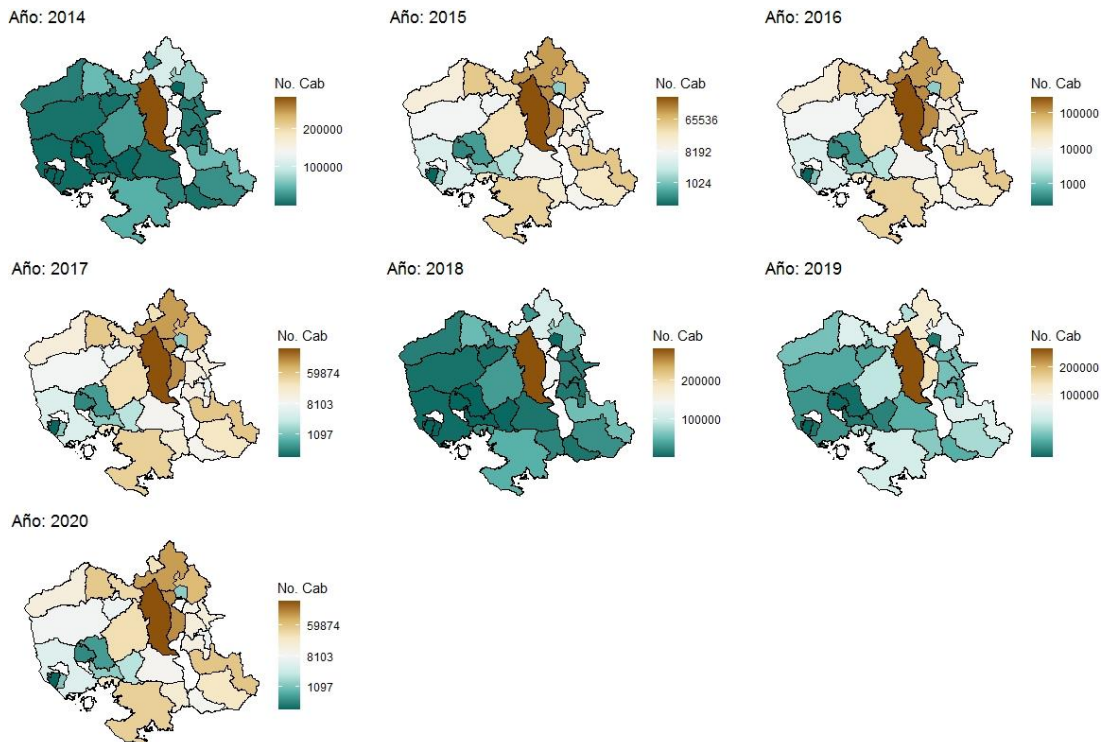 Año: 2014
No. Cab
200000
100000
Año: 2015
No. Cab
65536
8192
1024
Año: 2016
No. Cab
100000
10000
1000
Año: 2017
No. Cab
59874
8103
1097
Año: 2018
No. Cab
200000
100000
Año: 2019
No. Cab
200000
100000
Año: 2020
No. Cab
59874
8103
1097